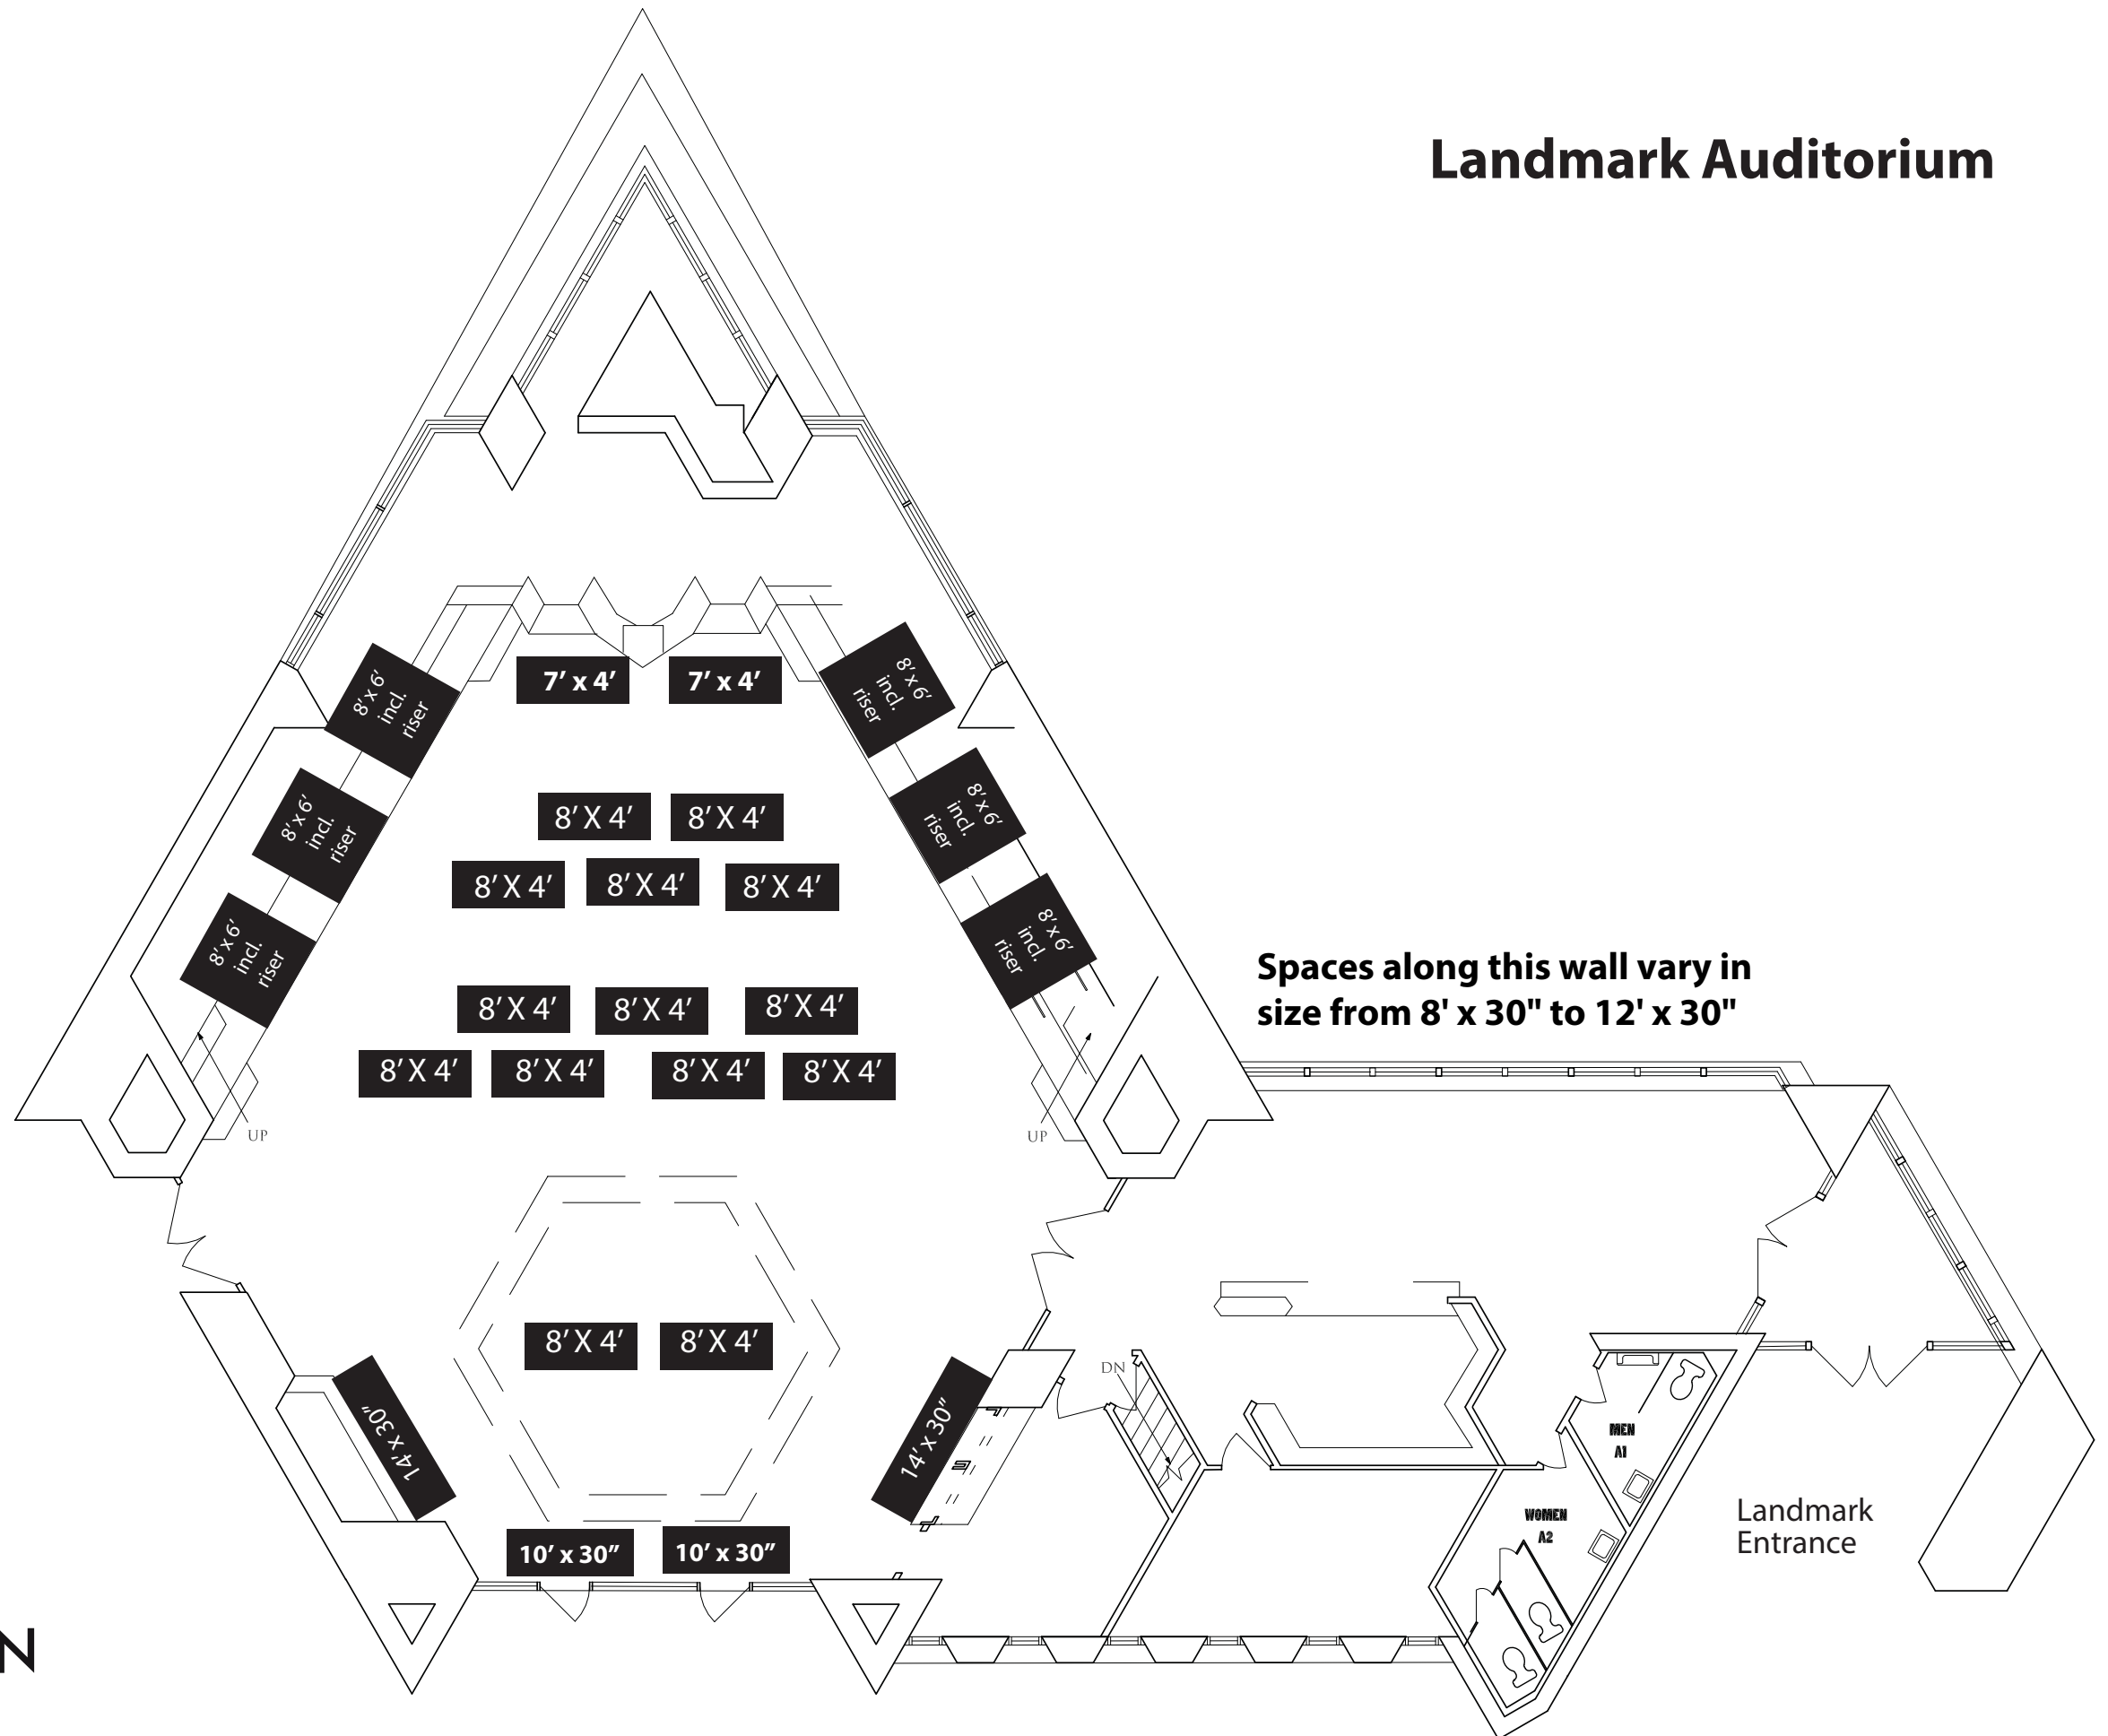 Landmark Auditorium
8’ x 6’
incl.
riser
7’ x 4’
7’ x 4’
8’ x 6’
incl.
riser
8’ x 6’
incl.
riser
8’ X 4’
8’ X 4’
8’ x 6’
incl.
riser
8’ X 4’
8’ X 4’
8’ X 4’
8’ x 6’
incl.
riser
8’ x 6’
incl.
riser
Spaces along this wall vary in
size from 8' x 30" to 12' x 30"
8’ X 4’
8’ X 4’
8’ X 4’
8’ X 4’
8’ X 4’
8’ X 4’
8’ X 4’
UP
UP
8’ X 4’
8’ X 4’
DN
14’ x 30”
14’ x 30”
MEN
A1
Landmark
Entrance
WOMEN
A2
10’ x 30”
10’ x 30”
N